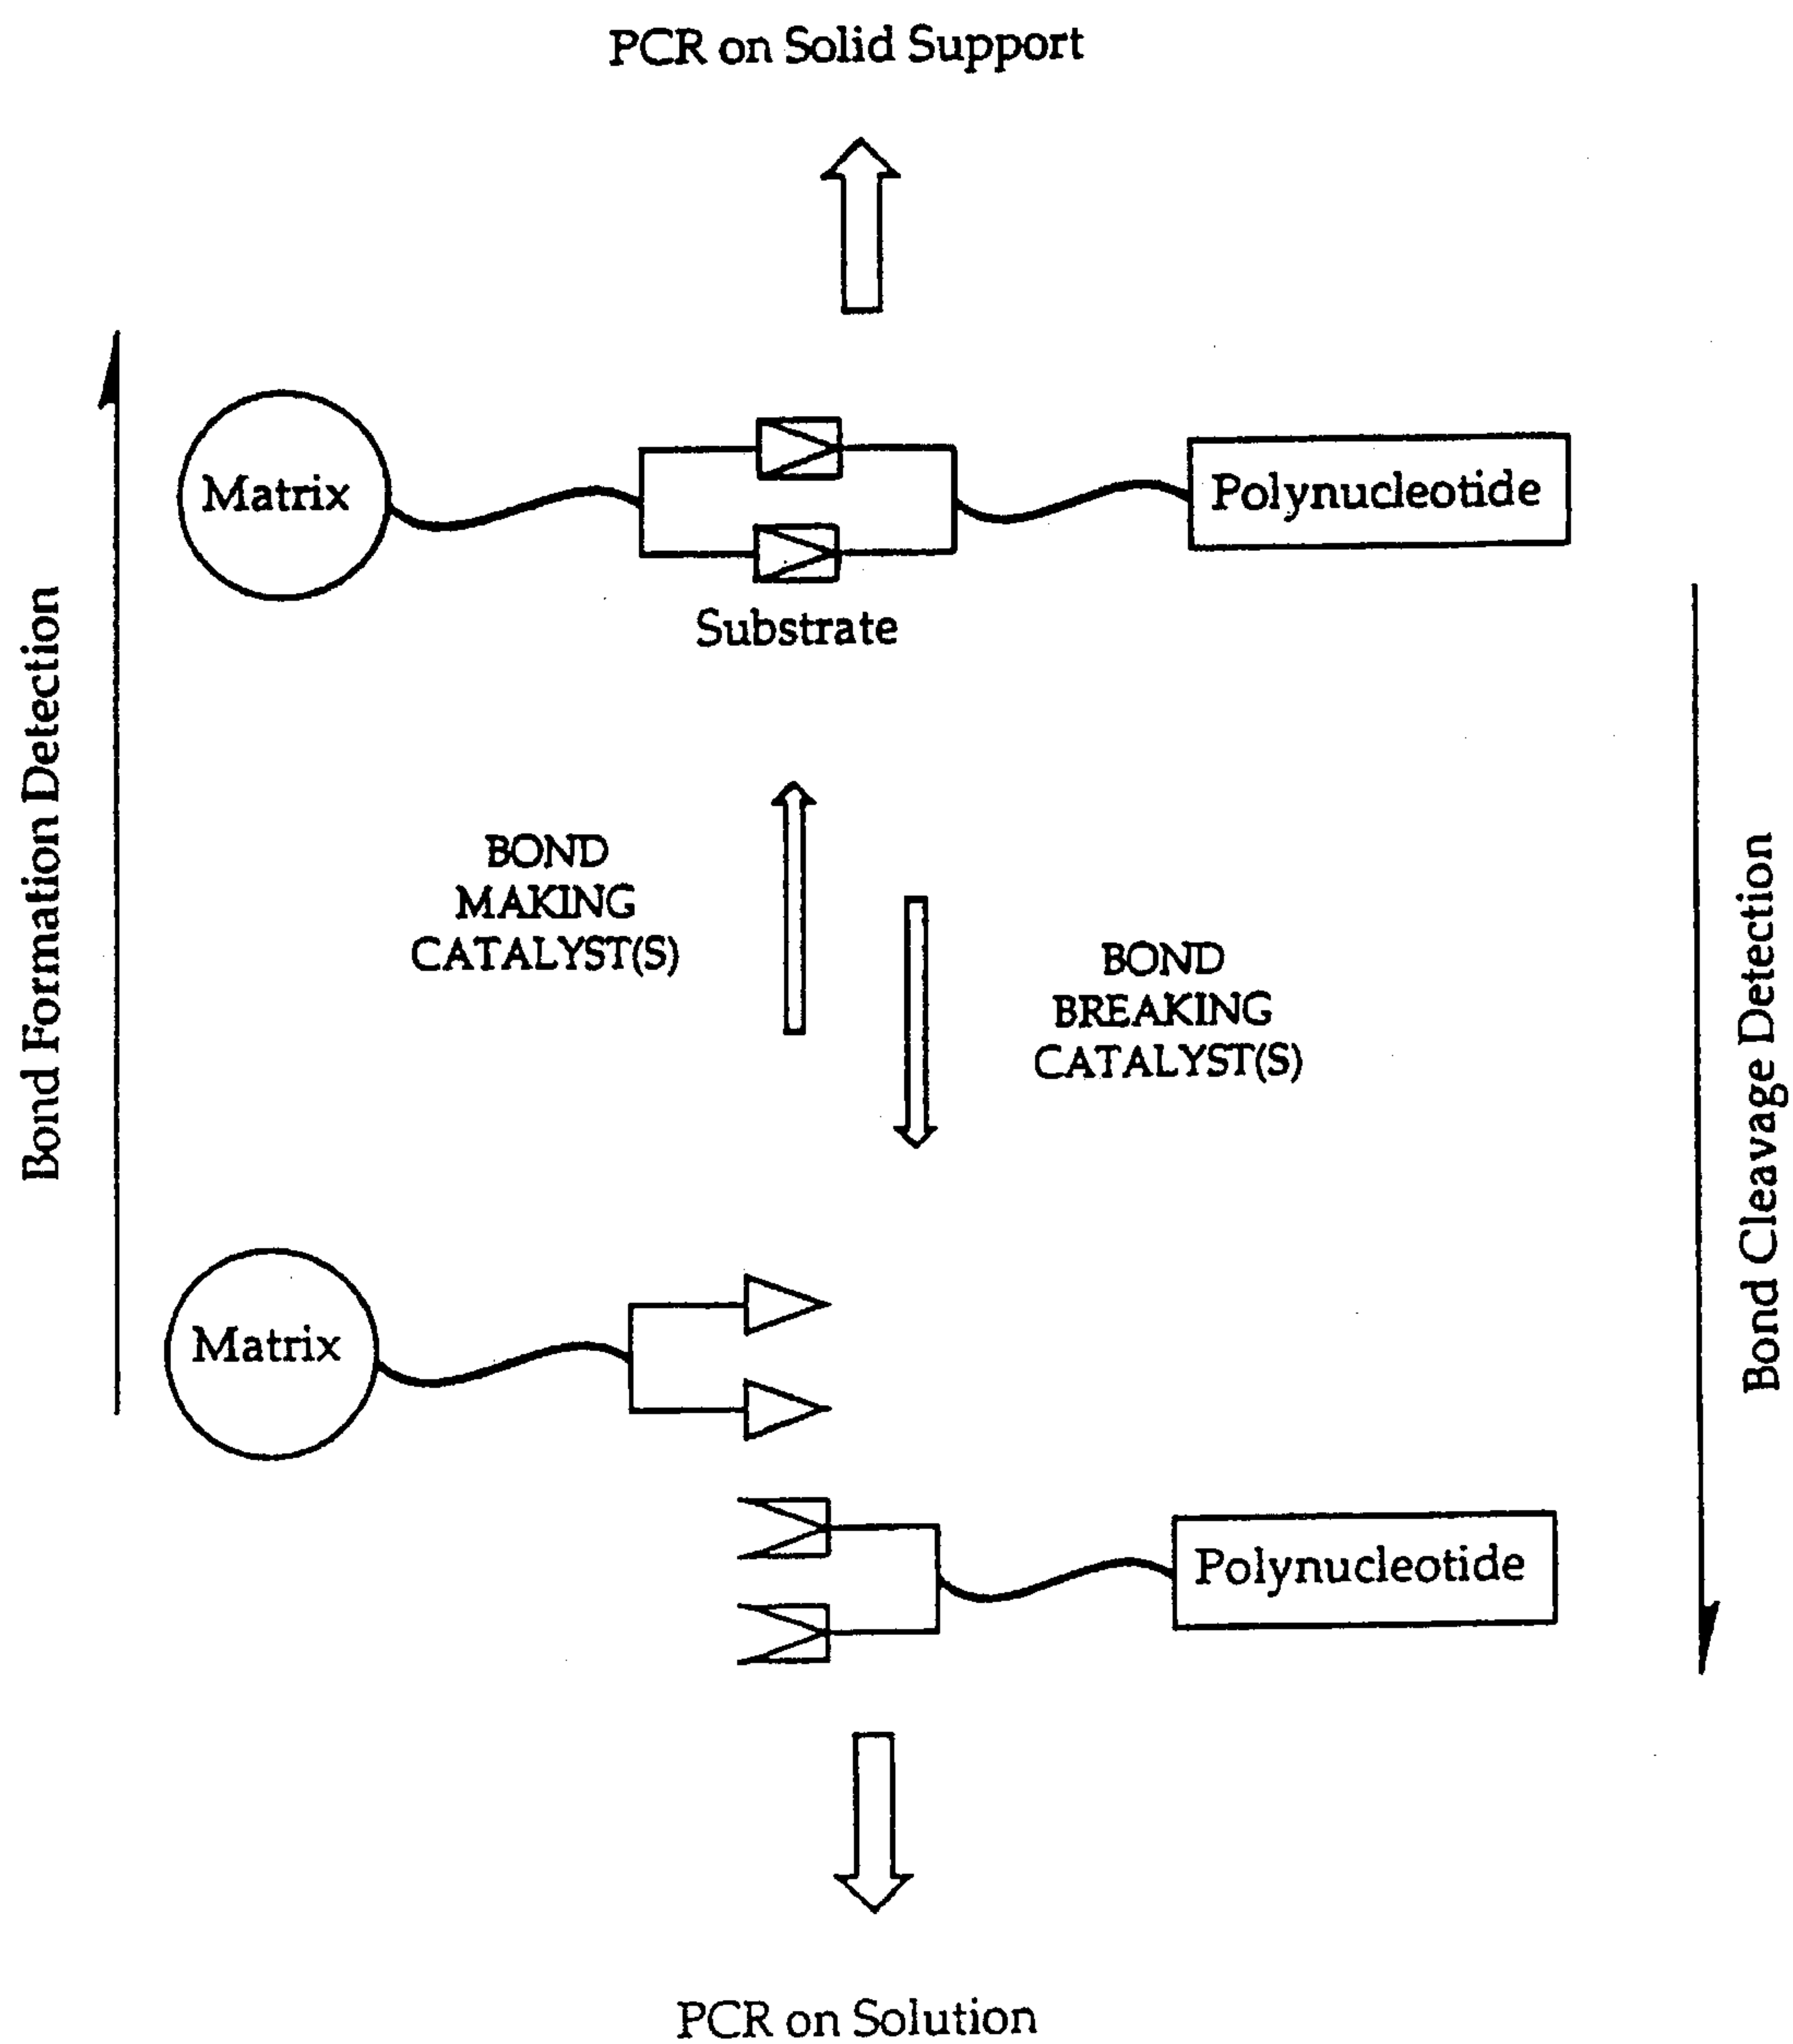 PCR on Solid Support
Matrix
Polynucleotide
Substrate
Bond Formation Detection
BOND
MAKING
CATALYST(S)
BOND
BREAKING
CATALYST(S)
Bond Cleavage Detection
Matrix
Polynucleotide
PCR on Solution